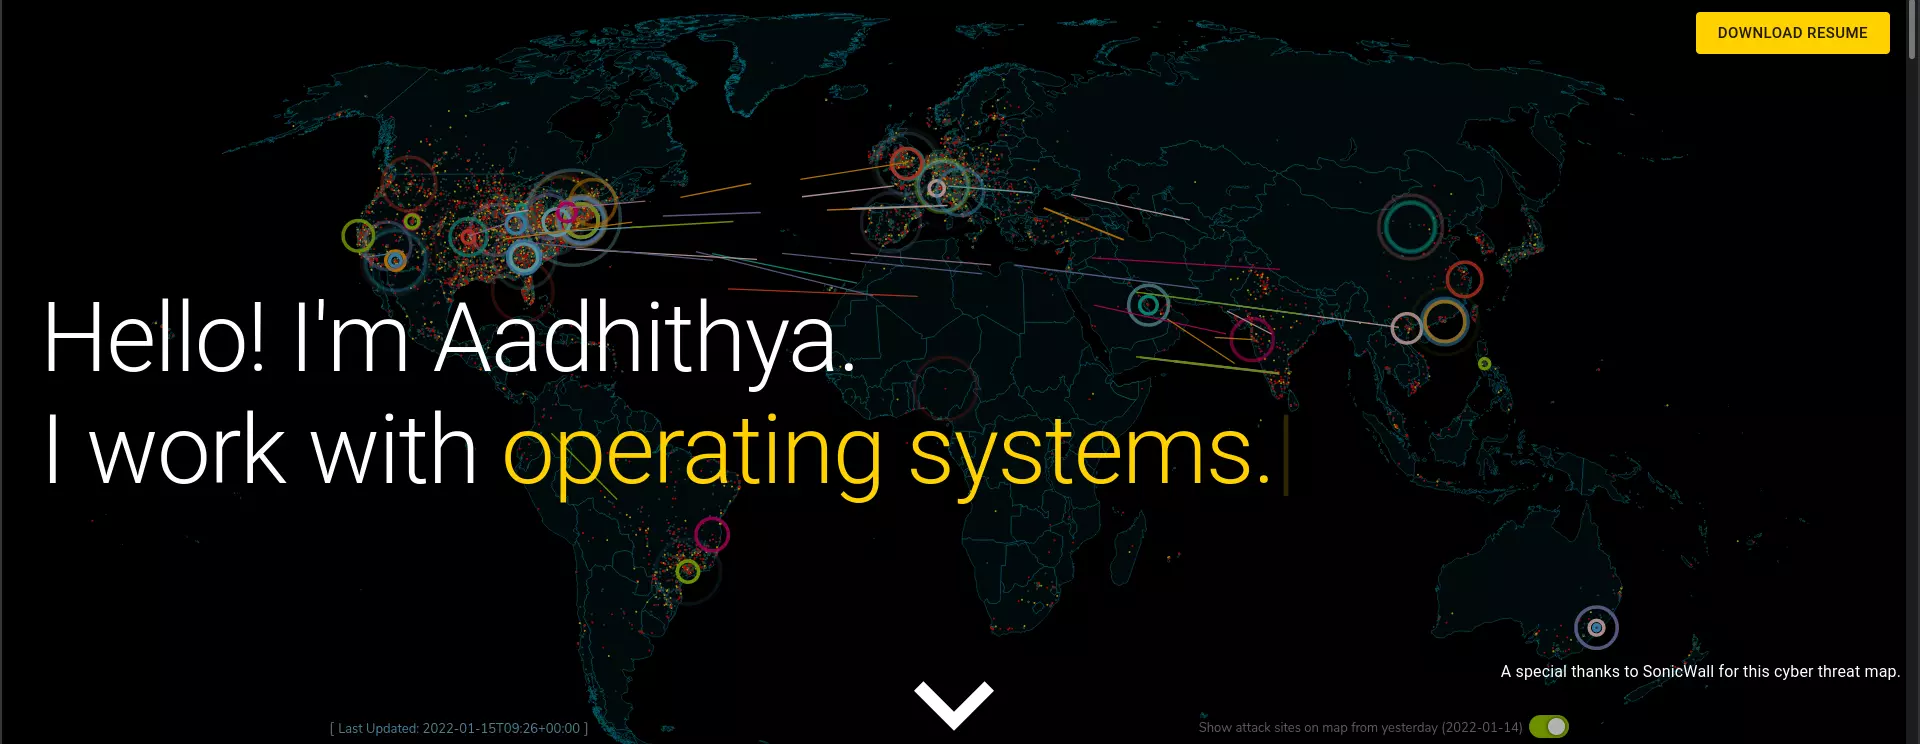 DOWNLOAD RESUME
Hello! I'm Aadhithya.
I work with operating systems.
A special thanks to SonicWall for this cyber threat map.
[ Last Updated: 2022-01-15T09:26+00:00 ]
Show attack sites on map from yesterday (2022-01-14)